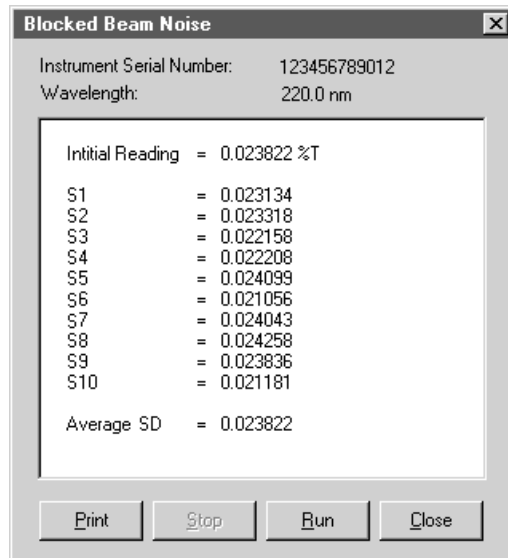 Blocked Beam Noise
Instrument Serial Number: 123456789012
Wavelength: 220.0 nm
Intitial Reading = 0.023822 %T
S1 = 0.023134
S2 = 0.023318
S3 = 0.022158
S4 = 0.022208
S5 = 0.024099
S6 = 0.021056
S7 = 0.024043
S8 = 0.024258
S9 = 0.023836
S10 = 0.021181
Average SD = 0.023822
Print Stop Run Close